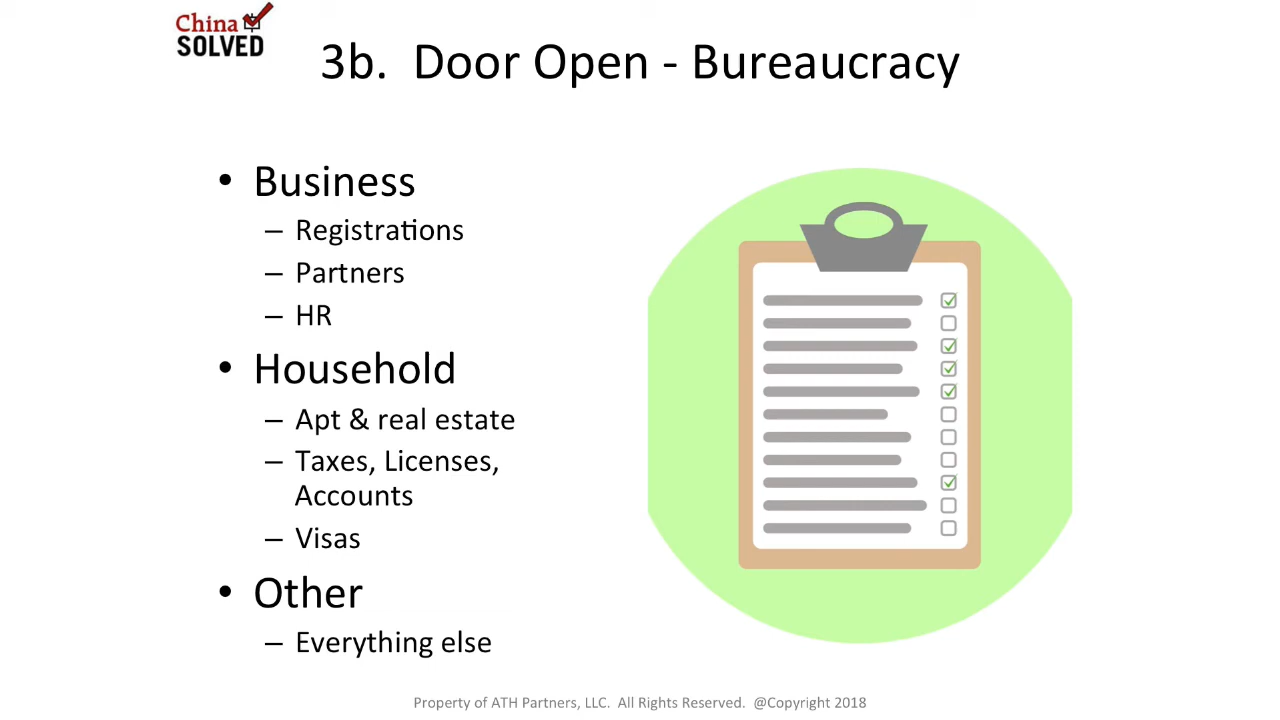 China
SOLVED
3b. Door Open - Bureaucracy
• Business
– Registrations
– Partners
– HR
• Household
– Apt & real estate
– Taxes, Licenses,
Accounts
– Visas
• Other
– Everything else
Property of ATH Partners, LLC. All Rights Reserved. @Copyright 2018